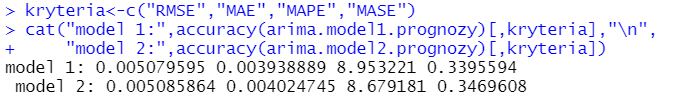 > kryteria<-c("RMSE","MAE","MAPE","MASE")
> cat("model 1:",accuracy(arima.model1.prognozy)[,kryteria],"\n",
+     "model 2:",accuracy(arima.model2.prognozy)[,kryteria])
model 1: 0.005079595 0.003938889 8.953221 0.3395594
 model 2: 0.005085864 0.004024745 8.679181 0.3469608